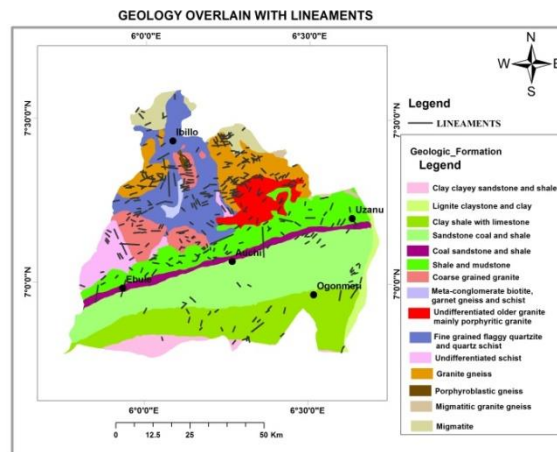 GEOLOGY OVERLAIN WITH LINEAMENTS
N
W E
S
6°0'0"N 6°30'0"N
7°30'0"N 7°30'0"N
Ibillo
Uzanu
Auchi
7°0'0"N 7°0'0"N
Ebule
Ogonmini
6°0'0"N 6°30'0"N
0 12.5 25 50 Km
Legend
LINEAMENTS
Geologic_Formation
Legend
Clay clayey sandstone and shale
Lignite claystone and clay
Clay shale with limestone
Sandstone coal and shale
Coal sandstone and shale
Shale and mudstone
Coarse grained granite
Meta-conglomerate biotite,
garnet gneiss and schist
Undifferentiated older granite
mainly porphyritic granite
Fine grained flaggy quartzite
and quartz schist
Undifferentiated schist
Granite gneiss
Porphyroblastic gneiss
Migmatitic granite gneiss
Migmatite